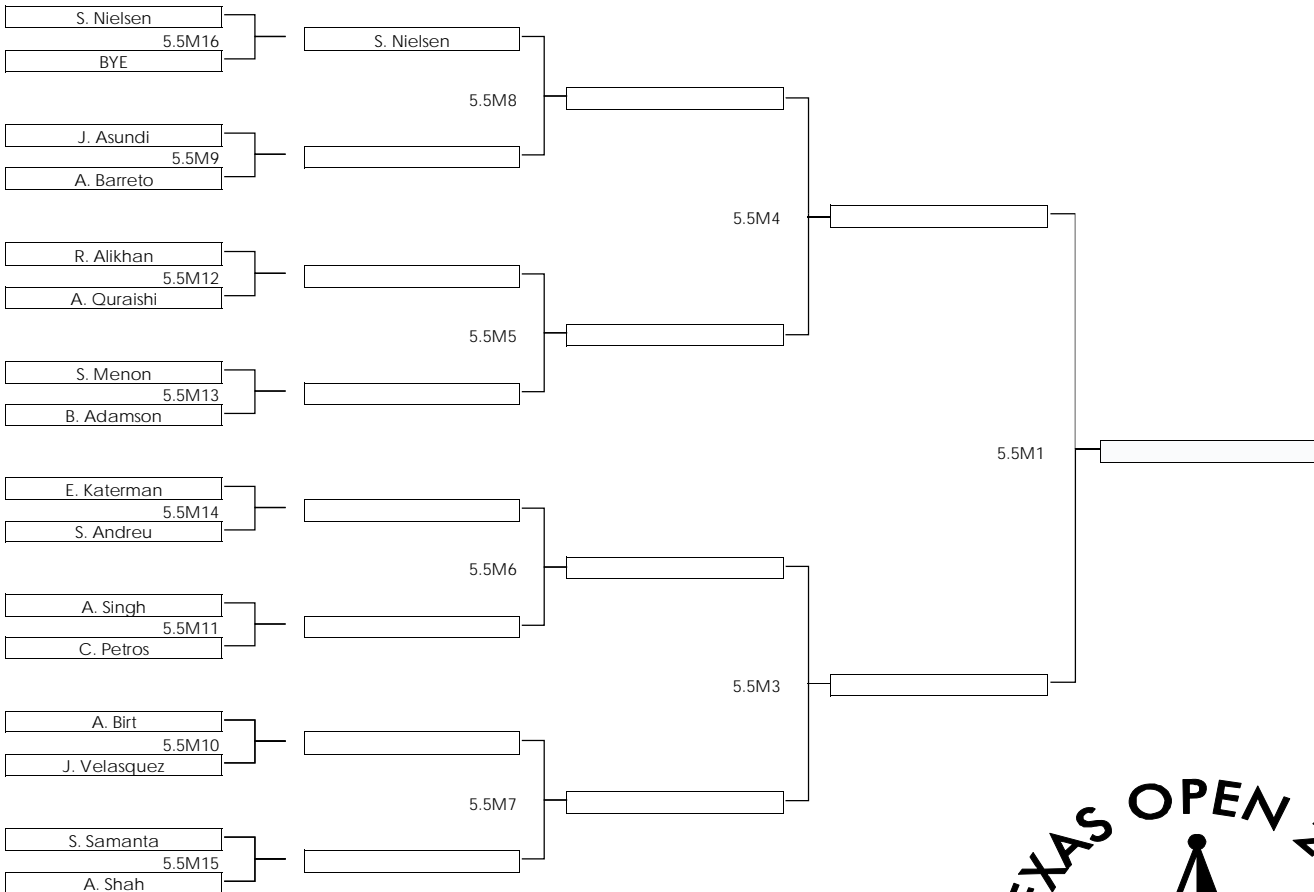 S. Nielsen
5.5M16
BYE
S. Nielsen
5.5M8
J. Asundi
5.5M9
A. Barreto
5.5M4
R. Alikhan
5.5M12
A. Quraishi
5.5M5
S. Menon
5.5M13
B. Adamson
5.5M1
E. Katerman
5.5M14
S. Andreu
5.5M6
A. Singh
5.5M11
C. Petros
5.5M3
A. Birt
5.5M10
J. Velasquez
5.5M7
S. Samanta
5.5M15
A. Shah
EXAS OPEN